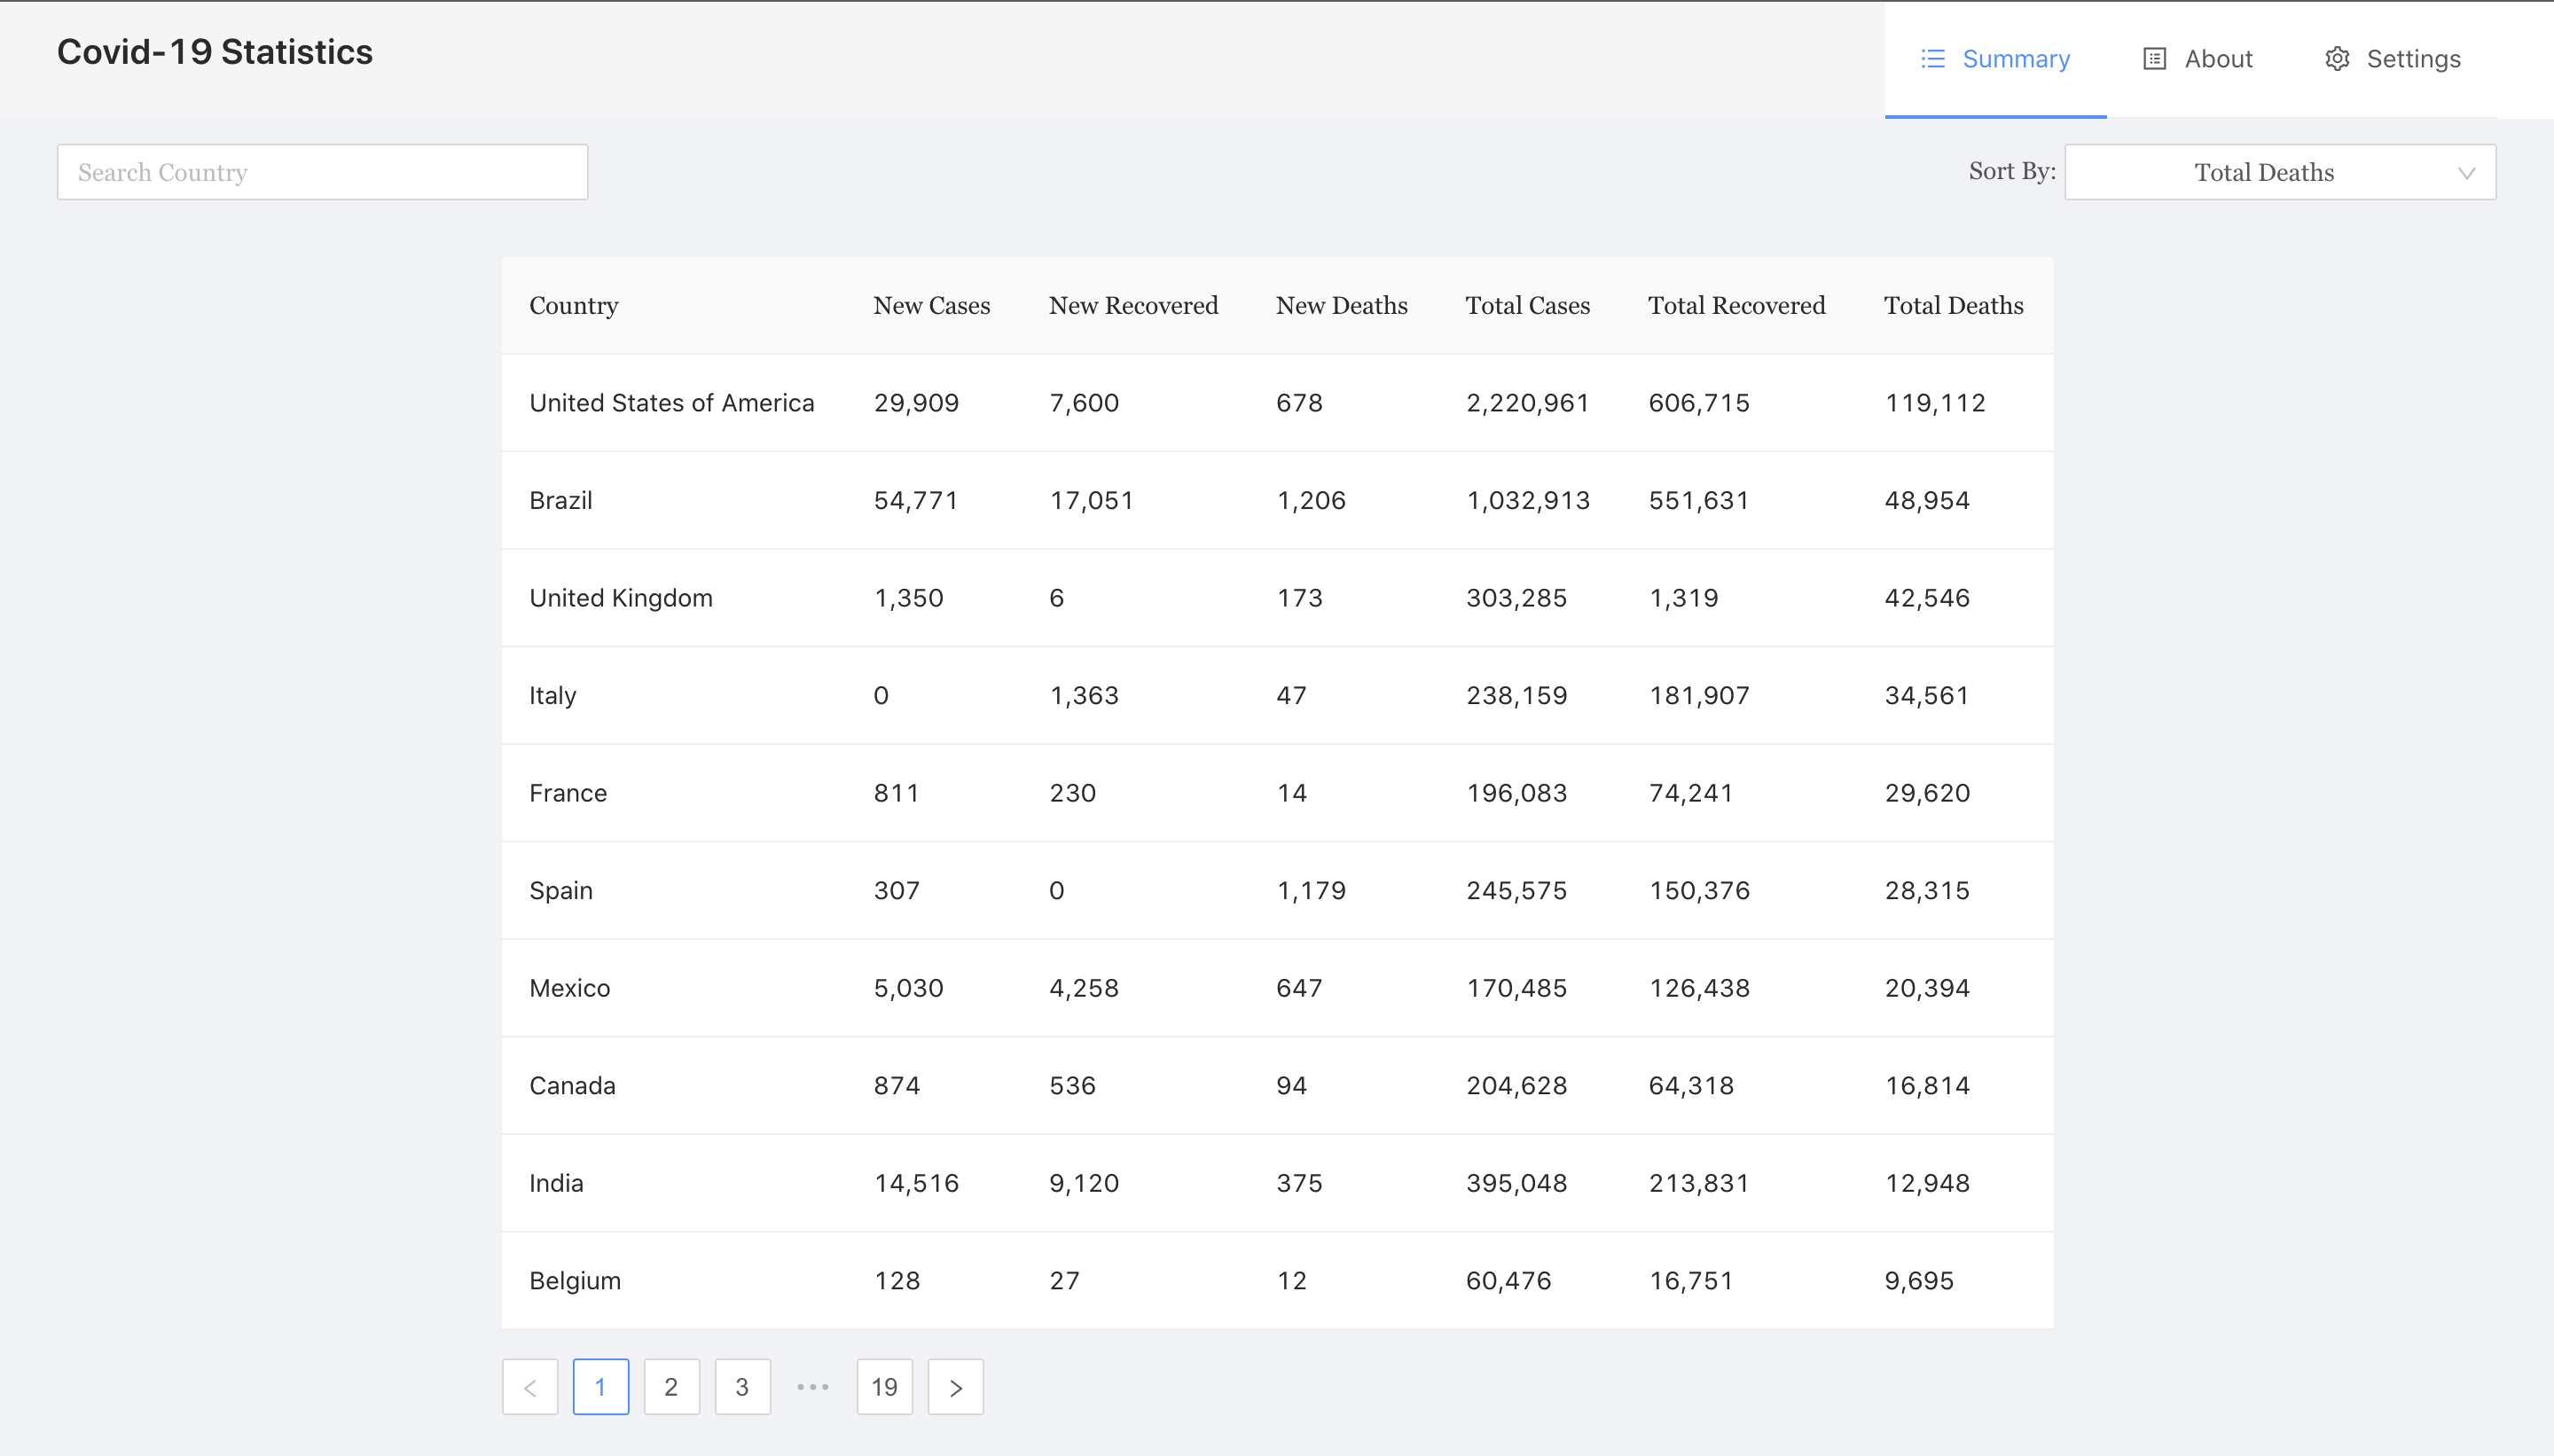 Covid-19 Statistics
Summary About Settings
Search Country Sort By: Total Deaths
Country New Cases New Recovered New Deaths Total Cases Total Recovered Total Deaths
United States of America 29,909 7,600 678 2,220,961 606,715 119,112
Brazil 54,771 17,051 1,206 1,032,913 551,631 48,954
United Kingdom 1,350 6 173 303,285 1,319 42,546
Italy 0 1,363 47 238,159 181,907 34,561
France 811 230 14 196,083 74,241 29,620
Spain 307 0 1,179 245,575 150,376 28,315
Mexico 5,030 4,258 647 170,485 126,438 20,394
Canada 874 536 94 204,628 64,318 16,814
India 14,516 9,120 375 395,048 213,831 12,948
Belgium 128 27 12 60,476 16,751 9,695
< 1 2 3 ••• 19 >